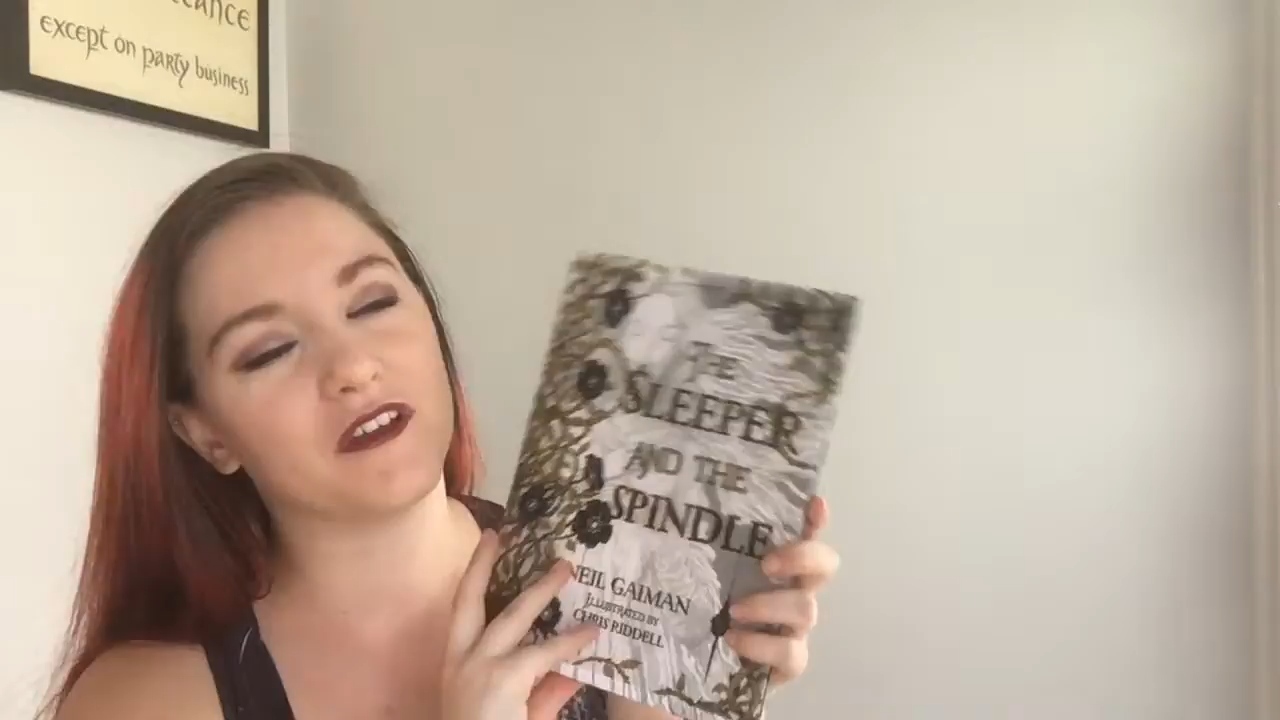 except on party business
THE
SLEEPER
AND THE
SPINDLE
NEIL GAIMAN
ILLUSTRATED BY
CHRIS RIDDELL